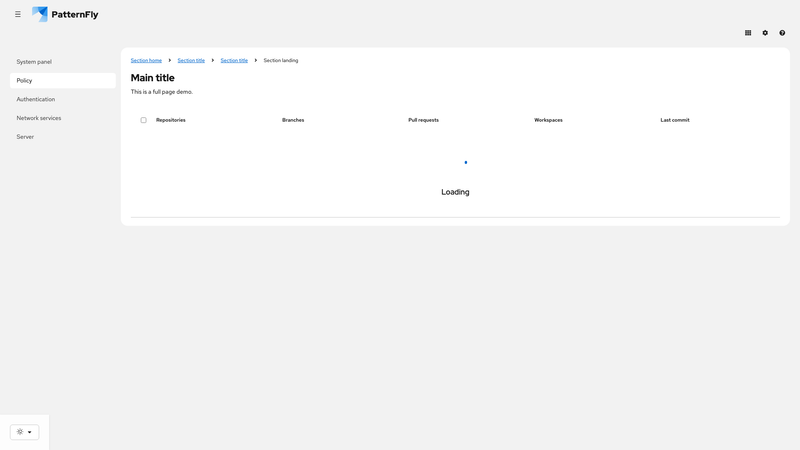 PatternFly
System panel
Policy
Authentication
Network services
Server
Section home
Section title
Section title
Section landing
Main title
This is a full page demo.
Repositories Branches Pull requests Workspaces Last commit
Loading